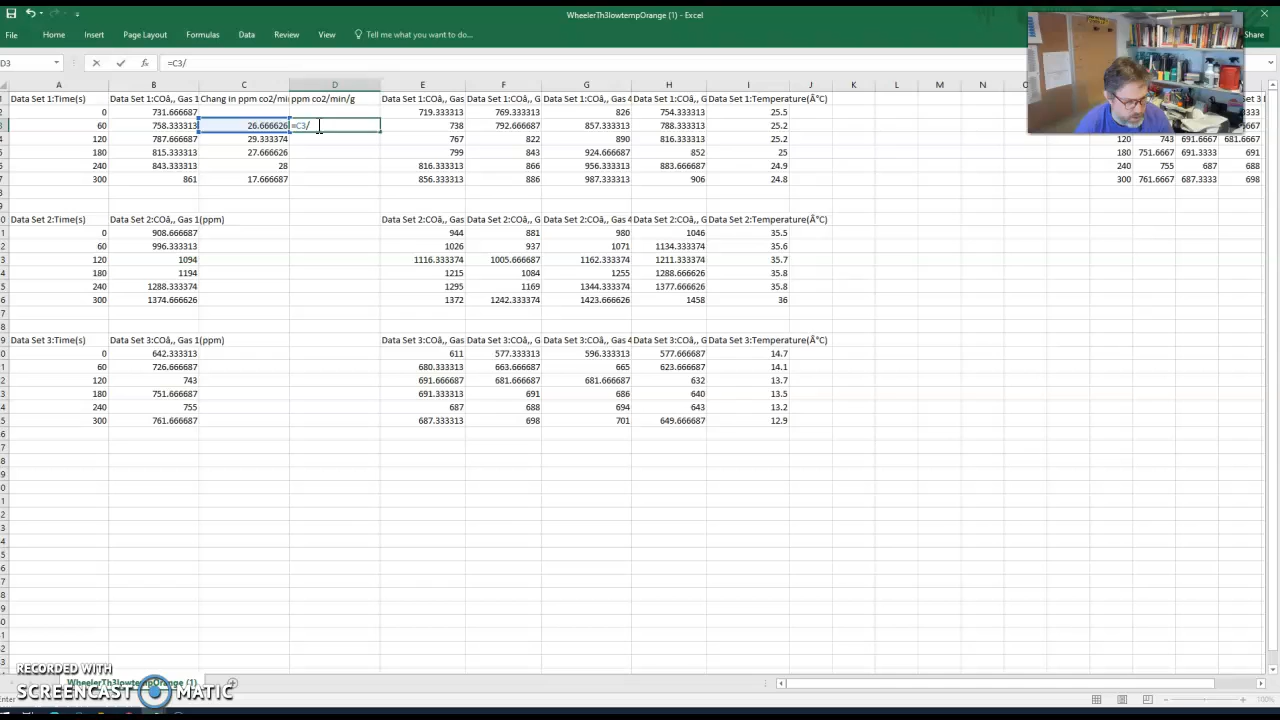 WheelerTh3lowtempOrange (1) - Excel
File Home Insert Page Layout Formulas Data Review View Tell me what you want to do... Share
D3 =C3/
A B C D E F G H I J K L M N
Data Set 1:Time(s) Data Set 1:COâ,, Gas 1 Chang in ppm co2/mi ppm co2/min/g Data Set 1:COâ,, Gas Data Set 1:COâ,, G Data Set 1:COâ,, Gas 4 Data Set 1:COâ,, G Data Set 1:Temperature(Â°C)
0 731.666687 719.333313 769.333313 826 754.333313 25.5
60 758.333313 26.666626 =C3/ 738 792.666687 857.333313 788.333313 25.2
120 787.666687 29.333374 767 822 890 816.333313 25.2 120 743 691.6667 681.6667
180 815.333313 27.666626 799 843 924.666687 852 25 180 751.6667 691.3333 691
240 843.333313 28 816.333313 866 956.333313 883.666687 24.9 240 755 687 688
300 861 17.666687 856.333313 886 987.333313 906 24.8 300 761.6667 687.3333 698
Data Set 2:Time(s) Data Set 2:COâ,, Gas 1(ppm) Data Set 2:COâ,, Gas Data Set 2:COâ,, G Data Set 2:COâ,, Gas 4 Data Set 2:COâ,, G Data Set 2:Temperature(Â°C)
0 908.666687 944 881 980 1046 35.5
60 996.333313 1026 937 1071 1134.333374 35.6
120 1094 1116.333374 1005.666687 1162.333374 1211.333374 35.7
180 1194 1215 1084 1255 1288.666626 35.8
240 1288.333374 1295 1169 1344.333374 1377.666626 35.8
300 1374.666626 1372 1242.333374 1423.666626 1458 36
Data Set 3:Time(s) Data Set 3:COâ,, Gas 1(ppm) Data Set 3:COâ,, Gas Data Set 3:COâ,, G Data Set 3:COâ,, Gas 4 Data Set 3:COâ,, G Data Set 3:Temperature(Â°C)
0 642.333313 611 577.333313 596.333313 577.666687 14.7
60 726.666687 680.333313 663.666687 665 623.666687 14.1
120 743 691.666687 681.666687 681.666687 632 13.7
180 751.666687 691.333313 691 686 640 13.5
240 755 687 688 694 643 13.2
300 761.666687 687.333313 698 701 649.666687 12.9
RECORDED WITH
WheelerTh3lowtempOrange (1)
SCREENCAST MATIC
100%